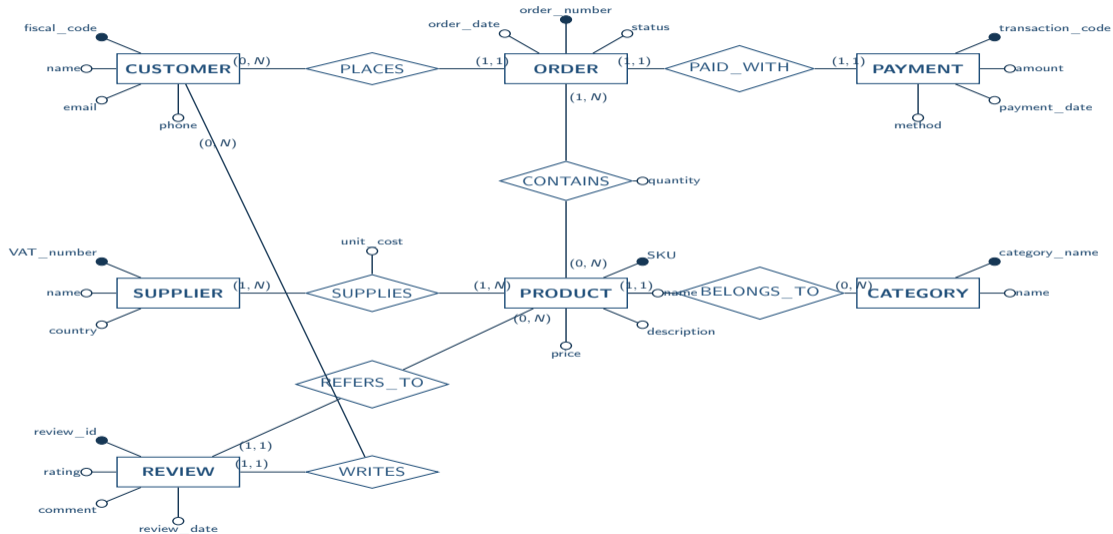 order_number
fiscal_code
order_date
status
transaction_code
name
CUSTOMER
(0, N)
PLACES
(1, 1)
ORDER
(1, 1)
PAID_WITH
(1, 1)
PAYMENT
amount
email
phone
(1, N)
payment_date
method
(0, N)
CONTAINS
quantity
unit_cost
VAT_number
(0, N)
SKU
category_name
name
SUPPLIER
(1, N)
SUPPLIES
(1, N)
PRODUCT
(1, 1)
name
BELONGS_TO
(0, N)
CATEGORY
name
country
(0, N)
description
price
REFERS_TO
review_id
(1, 1)
rating
REVIEW
(1, 1)
WRITES
comment
review_date